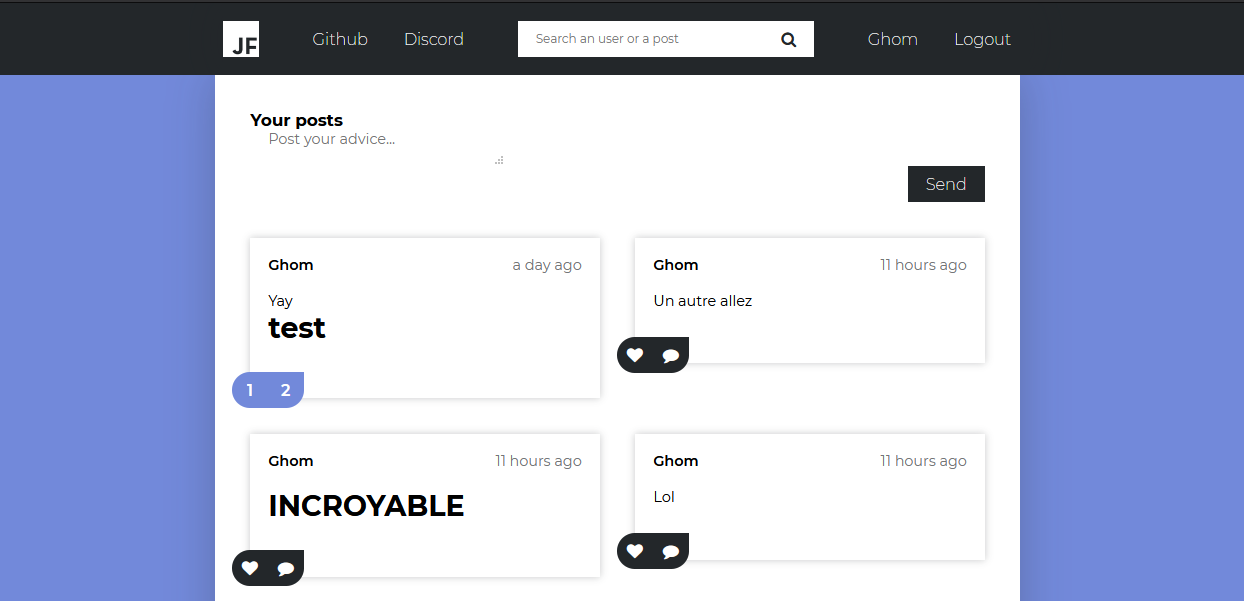 JF Github Discord Search an user or a post Ghom Logout
Your posts
Post your advice...
Send
Ghom a day ago
Yay
test
1 2
Ghom 11 hours ago
Un autre allez
Ghom 11 hours ago
INCROYABLE
Ghom 11 hours ago
Lol